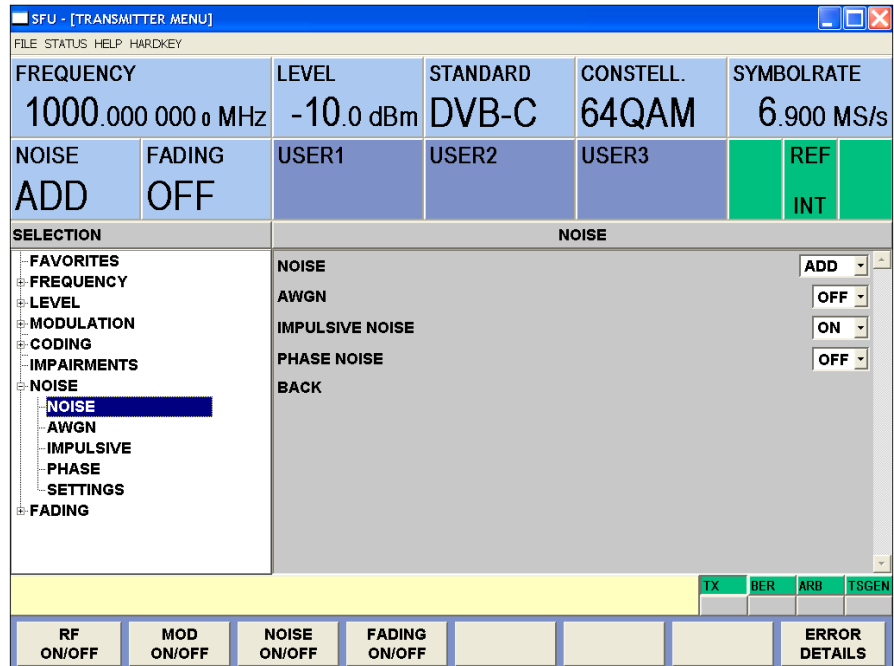 SFU - [TRANSMITTER MENU]
FILE STATUS HELP HARDKEY
FREQUENCY LEVEL STANDARD CONSTELL. SYMBOLRATE
1000.000 000 0 MHz -10.0 dBm DVB-C 64QAM 6.900 MS/s
NOISE FADING USER1 USER2 USER3 REF
ADD OFF INT
SELECTION NOISE
FAVORITES
FREQUENCY
LEVEL
MODULATION
CODING
IMPAIRMENTS
NOISE
NOISE
AWGN
IMPULSIVE
PHASE
SETTINGS
FADING
NOISE ADD
AWGN OFF
IMPULSIVE NOISE ON
PHASE NOISE OFF
BACK
TX BER ARB TSGEN
RF ON/OFF
MOD ON/OFF
NOISE ON/OFF
FADING ON/OFF
ERROR DETAILS